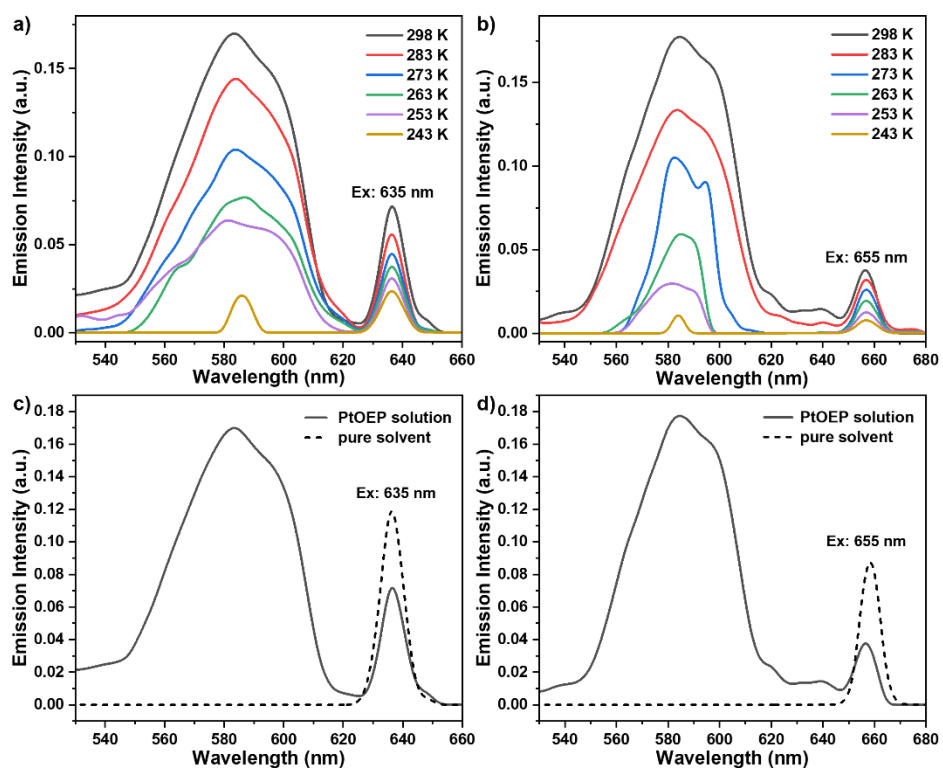 a)
298 K
283 K
273 K
263 K
253 K
243 K
Ex: 635 nm
Emission Intensity (a.u.)
0.15
0.10
0.05
0.00
540 560 580 600 620 640 660
Wavelength (nm)
b)
298 K
283 K
273 K
263 K
253 K
243 K
Ex: 655 nm
Emission Intensity (a.u.)
0.15
0.10
0.05
0.00
540 560 580 600 620 640 660 680
Wavelength (nm)
c)
PtOEP solution
pure solvent
Ex: 635 nm
Emission Intensity (a.u.)
0.18
0.16
0.14
0.12
0.10
0.08
0.06
0.04
0.02
0.00
540 560 580 600 620 640 660
Wavelength (nm)
d)
PtOEP solution
pure solvent
Ex: 655 nm
Emission Intensity (a.u.)
0.18
0.16
0.14
0.12
0.10
0.08
0.06
0.04
0.02
0.00
540 560 580 600 620 640 660 680
Wavelength (nm)